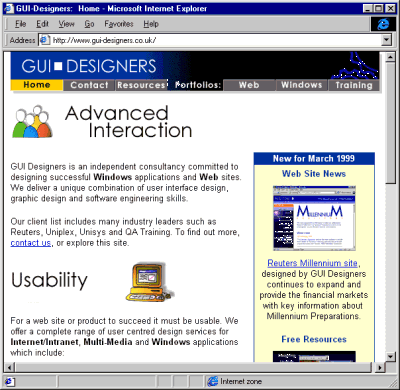 GUI-Designers: Home - Microsoft Internet Explorer
File Edit View Go Favorites Help
Address http://www.gui-designers.co.uk/
GUI DESIGNERS
Home Contact Resources Portfolios: Web Windows Training
Advanced
Interaction
GUI Designers is an independent consultancy committed to
designing successful Windows applications and Web sites.
We deliver a unique combination of user interface design,
graphic design and software engineering skills.
Our client list includes many industry leaders such as
Reuters, Uniplex, Unisys and QA Training. To find out more,
contact us, or explore this site.
Usability
For a web site or product to succeed it must be usable. We
offer a complete range of user centred design services for
Internet/Intranet, Multi-Media and Windows applications
which include:
New for March 1999
Web Site News
MILLENNIUM
Reuters Millennium site,
designed by GUI Designers
continues to expand and
provide the financial markets
with key information about
Millennium Preparations.
Free Resources
Internet zone